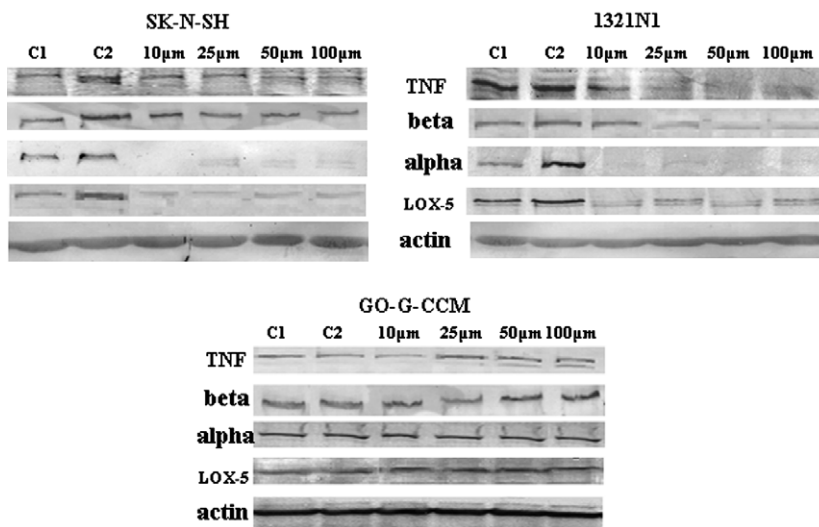 SK-N-SH
C1 C2 10µm 25µm 50µm 100µm
1321N1
C1 C2 10µm 25µm 50µm 100µm
TNF
beta
alpha
LOX-5
actin
GO-G-CCM
C1 C2 10µm 25µm 50µm 100µm
TNF
beta
alpha
LOX-5
actin